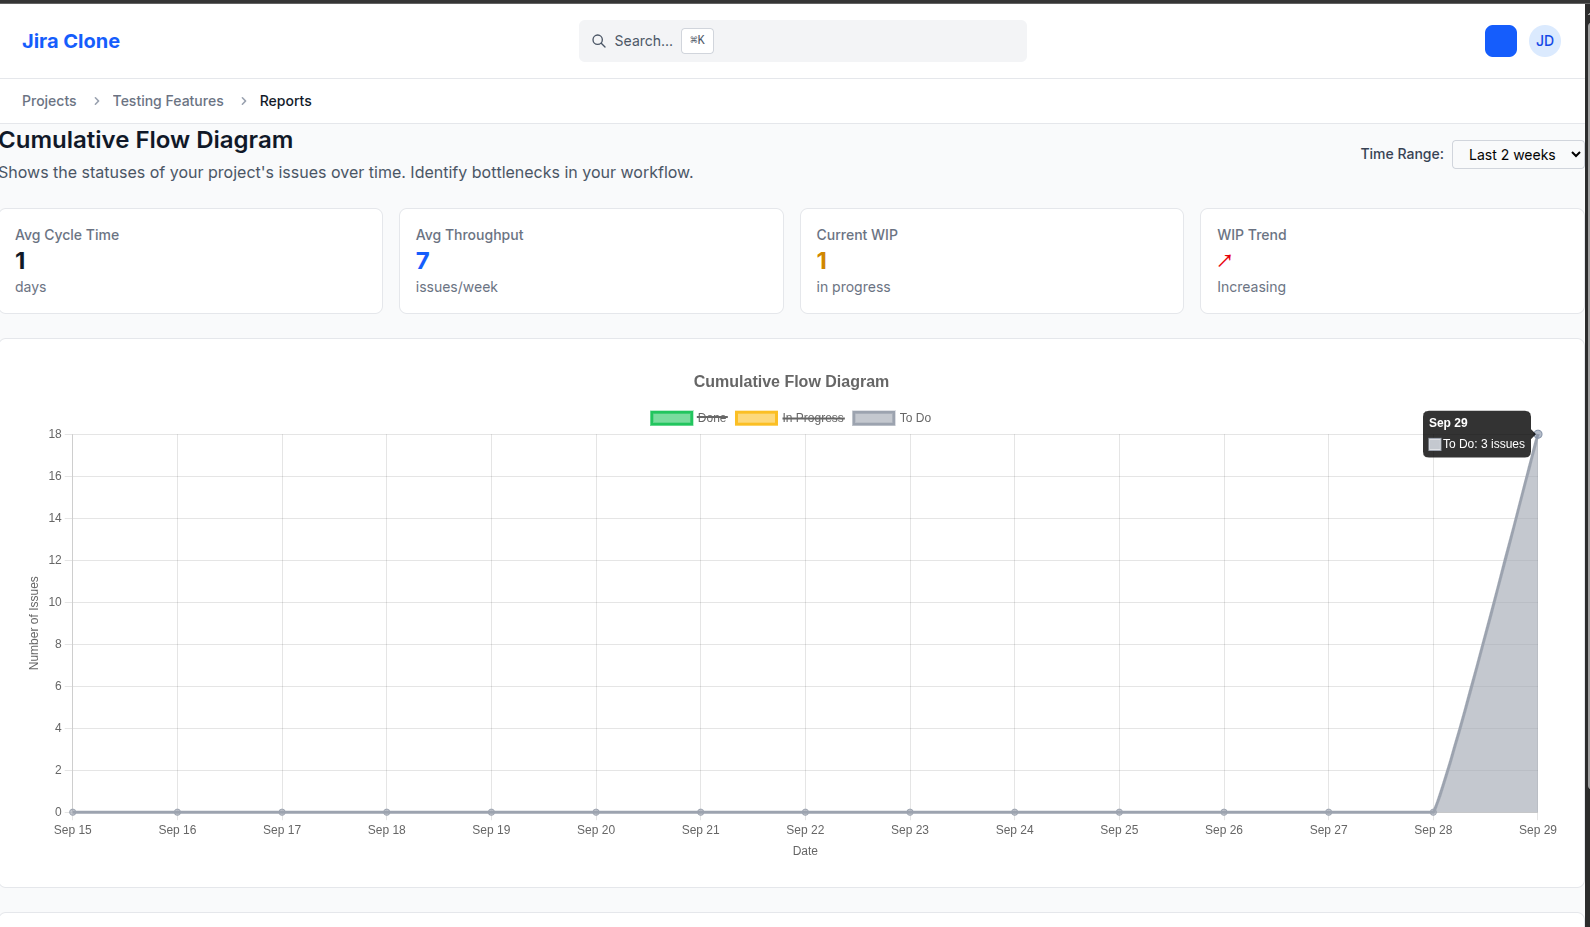 Jira Clone
Search... ⌘K
JD
Projects > Testing Features > Reports
Cumulative Flow Diagram
Shows the statuses of your project's issues over time. Identify bottlenecks in your workflow.
Time Range: Last 2 weeks
Avg Cycle Time
1
days
Avg Throughput
7
issues/week
Current WIP
1
in progress
WIP Trend
↗
Increasing
Cumulative Flow Diagram
Done In Progress To Do
Sep 29
To Do: 3 issues
18
16
14
12
10
8
6
4
2
0
Number of Issues
Sep 15 Sep 16 Sep 17 Sep 18 Sep 19 Sep 20 Sep 21 Sep 22 Sep 23 Sep 24 Sep 25 Sep 26 Sep 27 Sep 28 Sep 29
Date